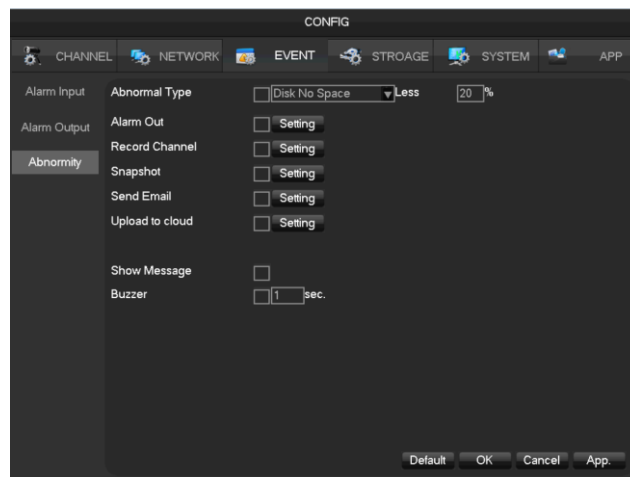 CONFIG
CHANNEL NETWORK EVENT STROAGE SYSTEM APP
Alarm Input
Alarm Output
Abnormity
Abnormal Type Disk No Space Less 20 %
Alarm Out Setting
Record Channel Setting
Snapshot Setting
Send Email Setting
Upload to cloud Setting
Show Message
Buzzer 1 sec.
Default OK Cancel App.